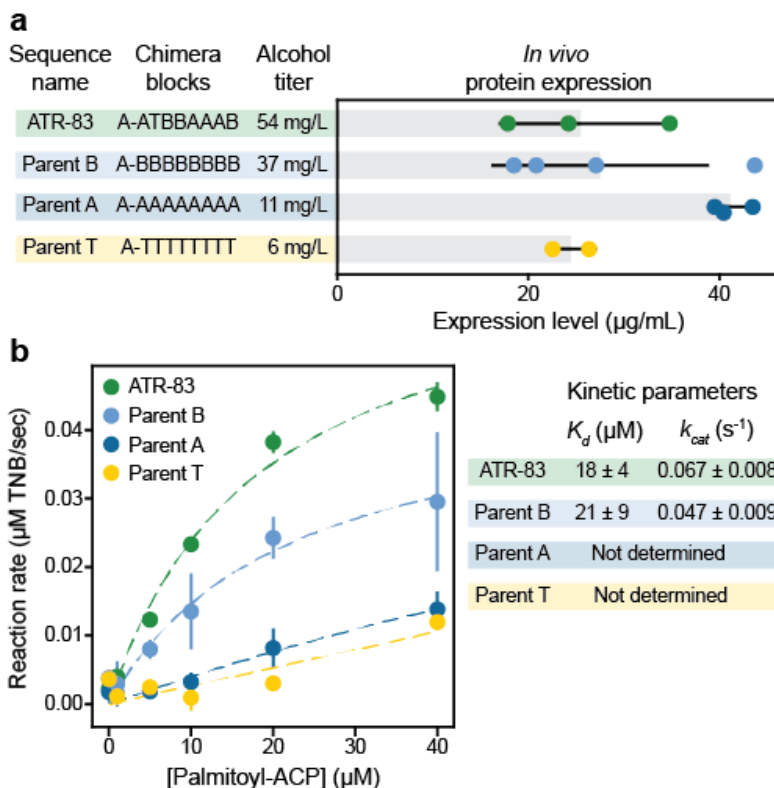 a
Sequence name Chimera blocks Alcohol titer In vivo protein expression
ATR-83 A-ATBBAAAB 54 mg/L
Parent B A-BBBBBBBB 37 mg/L
Parent A A-AAAAAAAA 11 mg/L
Parent T A-TTTTTTTT 6 mg/L
0 20 40
Expression level (µg/mL)
b
ATR-83
Parent B
Parent A
Parent T
0.04
0.03
0.02
0.01
0.00
Reaction rate (µM TNB/sec)
0 10 20 30 40
[Palmitoyl-ACP] (µM)
Kinetic parameters
Kd (µM) kcat (s-1)
ATR-83 18 ± 4 0.067 ± 0.008
Parent B 21 ± 9 0.047 ± 0.009
Parent A Not determined
Parent T Not determined